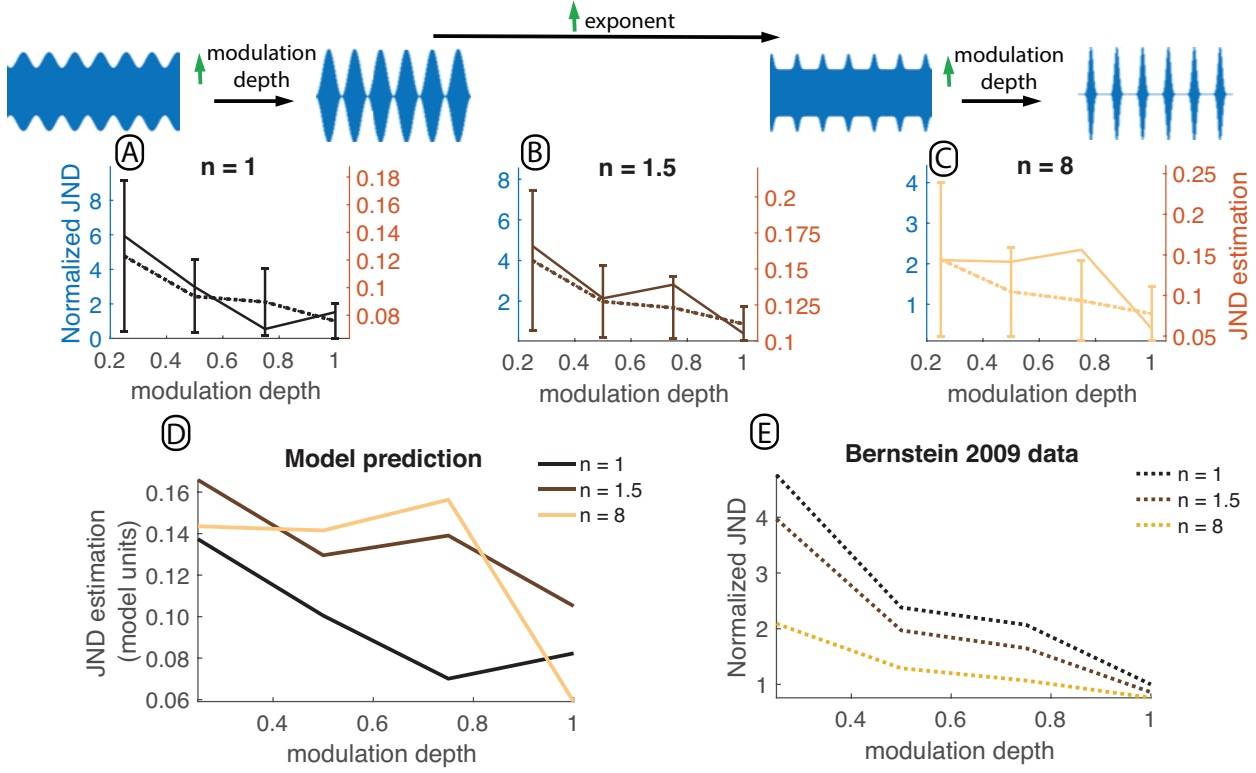 exponent
modulation
depth
modulation
depth
A
n = 1
B
n = 1.5
C
n = 8
Normalized JND
8
6
4
2
0
0.18
0.16
0.14
0.12
0.1
0.08
0.2 0.4 0.6 0.8 1
modulation depth
8
6
4
2
0.2
0.175
0.15
0.125
0.1
0.2 0.4 0.6 0.8 1
modulation depth
4
3
2
1
0.25
0.2
0.15
0.1
0.05
JND estimation
0.2 0.4 0.6 0.8 1
modulation depth
D
Model prediction
n = 1
n = 1.5
n = 8
JND estimation
(model units)
0.16
0.14
0.12
0.10
0.08
0.06
0.4 0.6 0.8 1
modulation depth
E
Bernstein 2009 data
n = 1
n = 1.5
n = 8
Normalized JND
4
3
2
1
0.4 0.6 0.8 1
modulation depth